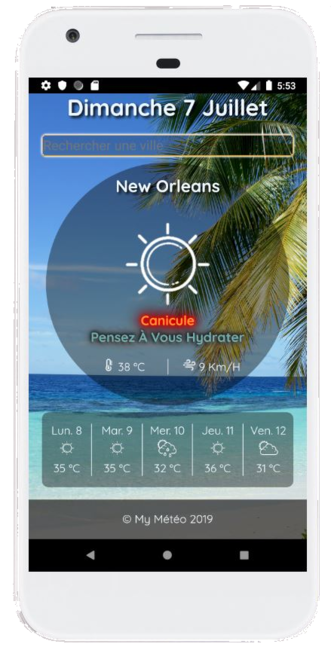 5:53
Dimanche 7 Juillet
Rechercher une ville
New Orleans
Canicule
Pensez À Vous Hydrater
38 °C
9 Km/H
Lun. 8
Mar. 9
Mer. 10
Jeu. 11
Ven. 12
35 °C
35 °C
32 °C
36 °C
31 °C
© My Météo 2019